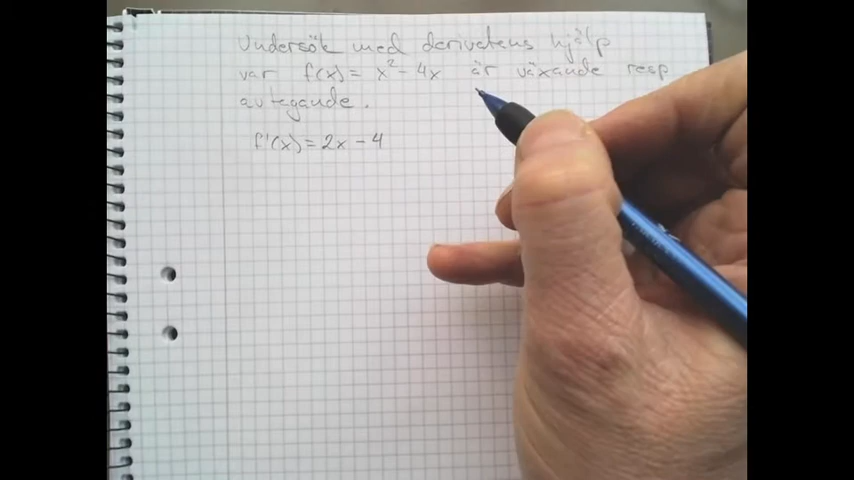 Undersök med derivatans hjälp
var f(x) = x² - 4x är växande resp
avtagande.
f'(x) = 2x - 4